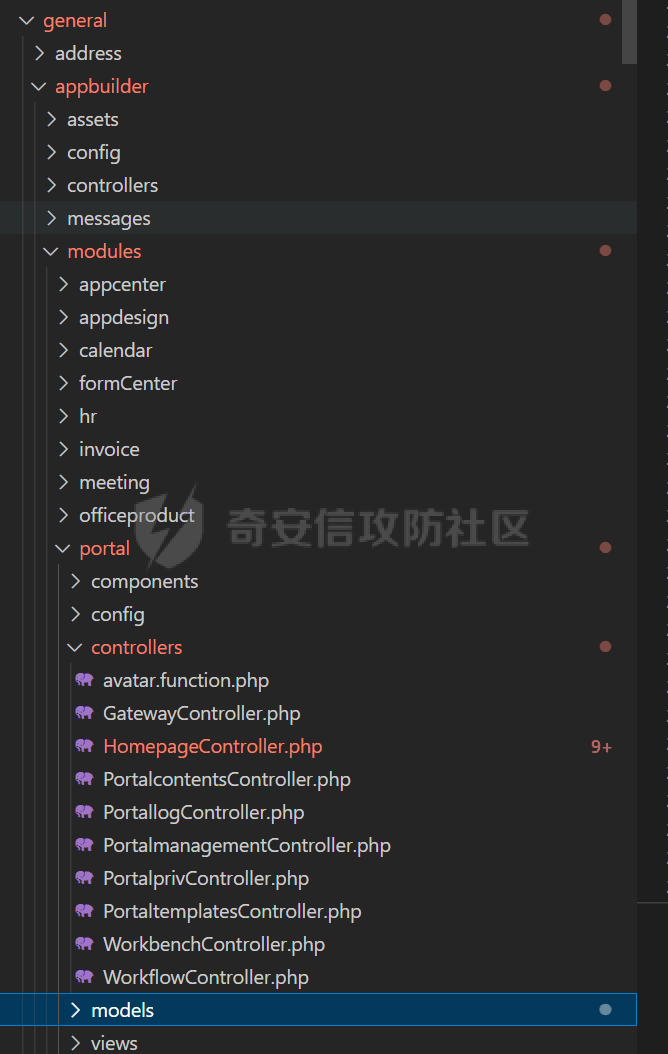 general
address
appbuilder
assets
config
controllers
messages
modules
appcenter
appdesign
calendar
formCenter
hr
invoice
meeting
officeproduct
奇安信攻防社区
portal
components
config
controllers
avatar.function.php
GatewayController.php
HomepageController.php 9+
PortalcontentsController.php
PortallogController.php
PortalmanagementController.php
PortalprivController.php
PortaltemplatesController.php
WorkbenchController.php
WorkflowController.php
models
views